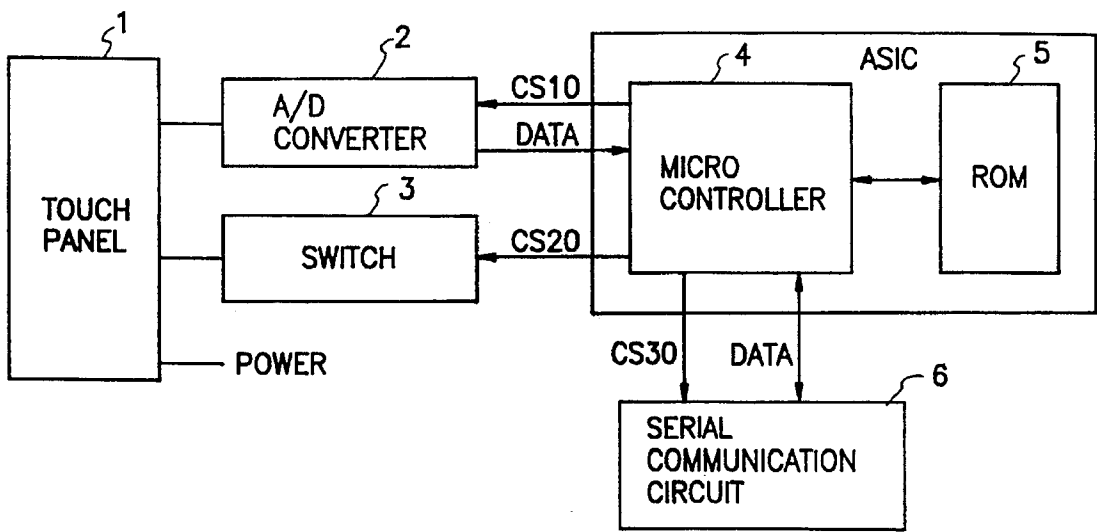 1
2
3
4
5
6
TOUCH
PANEL
A/D
CONVERTER
SWITCH
POWER
CS10
DATA
CS20
ASIC
MICRO
CONTROLLER
ROM
CS30
DATA
SERIAL
COMMUNICATION
CIRCUIT